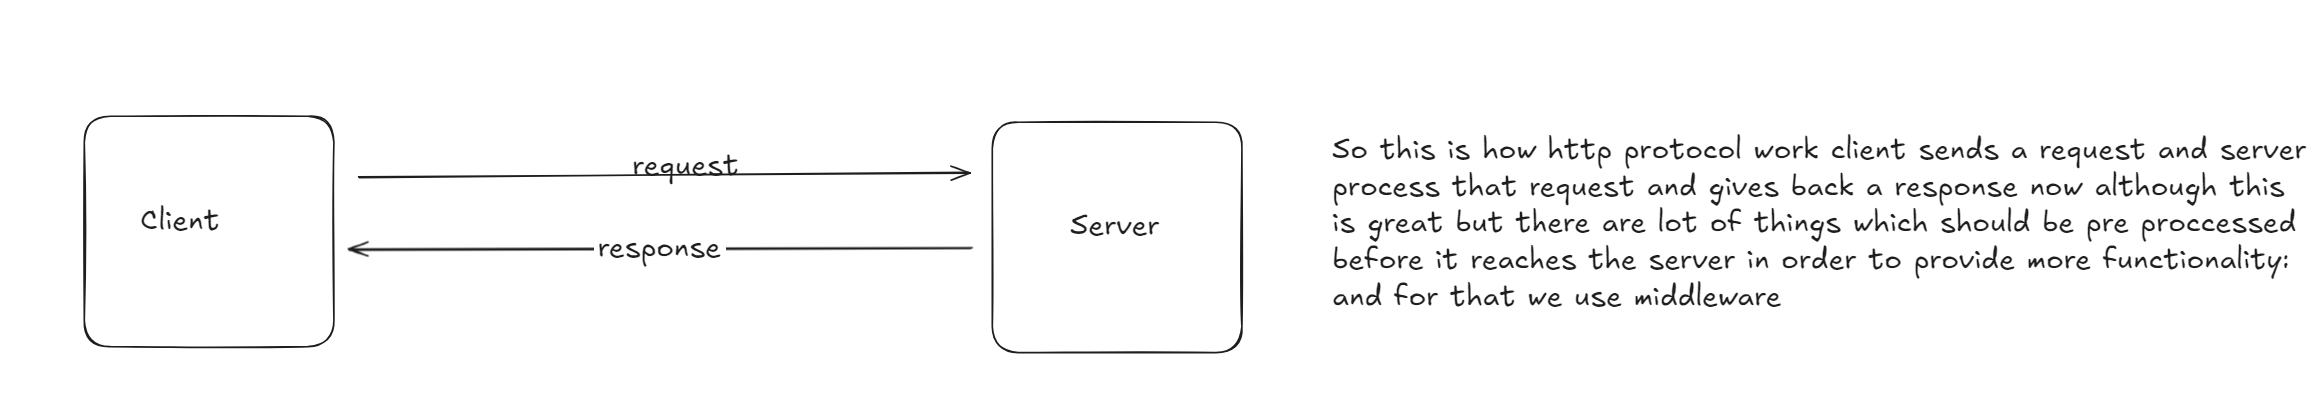 Client
request
response
Server
So this is how http protocol work client sends a request and server
process that request and gives back a response now although this
is great but there are lot of things which should be pre proccessed
before it reaches the server in order to provide more functionality:
and for that we use middleware